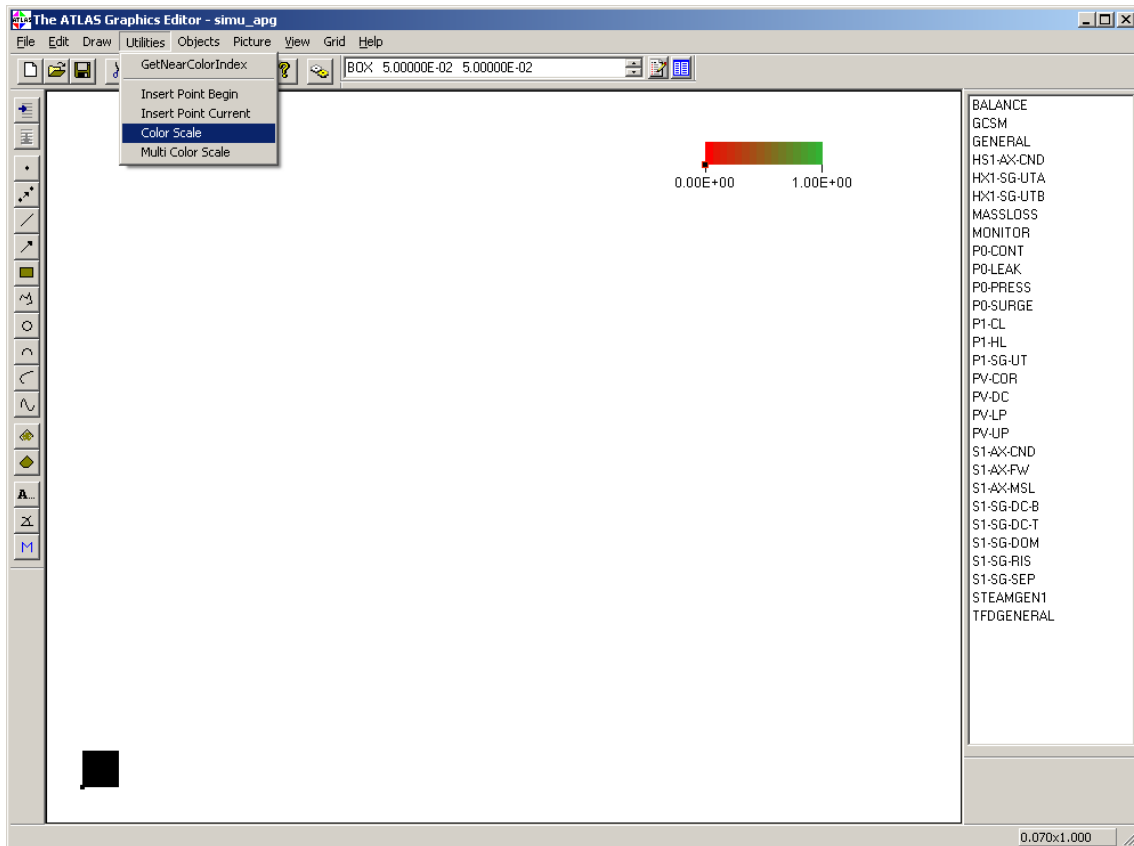 The ATLAS Graphics Editor - simu_apg
File Edit Draw Utilities Objects Picture View Grid Help
GetNearColorIndex
Insert Point Begin
Insert Point Current
Color Scale
Multi Color Scale
BOX 5.00000E-02 5.00000E-02
0.00E+00 1.00E+00
A...
M
BALANCE
GCSM
GENERAL
HS1-AX-CND
HX1-SG-UTA
HX1-SG-UTB
MASSLOSS
MONITOR
P0-CONT
P0-LEAK
P0-PRESS
P0-SURGE
P1-CL
P1-HL
P1-SG-UT
PV-COR
PV-DC
PV-LP
PV-UP
S1-AX-CND
S1-AX-FW
S1-AX-MSL
S1-SG-DC-B
S1-SG-DC-T
S1-SG-DOM
S1-SG-RIS
S1-SG-SEP
STEAMGEN1
TFDGENERAL
0.070x1.000